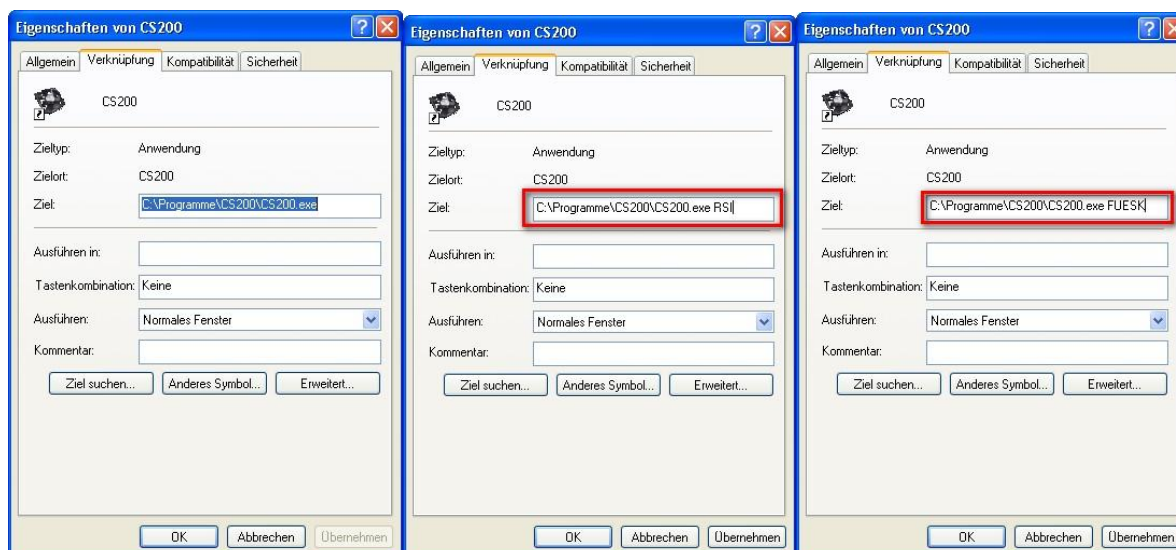 Eigenschaften von CS200
Allgemein Verknüpfung Kompatibilität Sicherheit
CS200
Zieltyp: Anwendung
Zielort: CS200
Ziel: C:\Programme\CS200\CS200.exe
Ausführen in:
Tastenkombination: Keine
Ausführen: Normales Fenster
Kommentar:
Ziel suchen... Anderes Symbol... Erweitert...
OK Abbrechen Übernehmen
Eigenschaften von CS200
Allgemein Verknüpfung Kompatibilität Sicherheit
CS200
Zieltyp: Anwendung
Zielort: CS200
Ziel: C:\Programme\CS200\CS200.exe RSI
Ausführen in:
Tastenkombination: Keine
Ausführen: Normales Fenster
Kommentar:
Ziel suchen... Anderes Symbol... Erweitert...
OK Abbrechen Übernehmen
Eigenschaften von CS200
Allgemein Verknüpfung Kompatibilität Sicherheit
CS200
Zieltyp: Anwendung
Zielort: CS200
Ziel: C:\Programme\CS200\CS200.exe FUESK
Ausführen in:
Tastenkombination: Keine
Ausführen: Normales Fenster
Kommentar:
Ziel suchen... Anderes Symbol... Erweitert...
OK Abbrechen Übernehmen